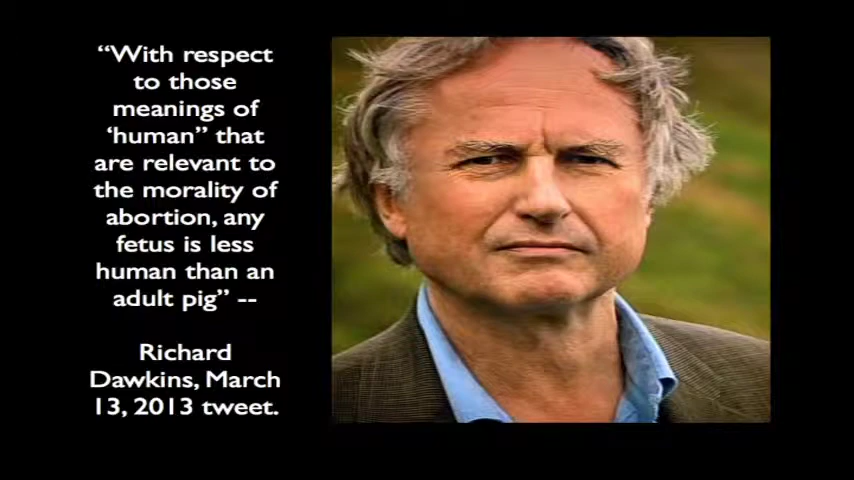 “With respect
to those
meanings of
‘human” that
are relevant to
the morality of
abortion, any
fetus is less
human than an
adult pig” --
Richard
Dawkins, March
13, 2013 tweet.